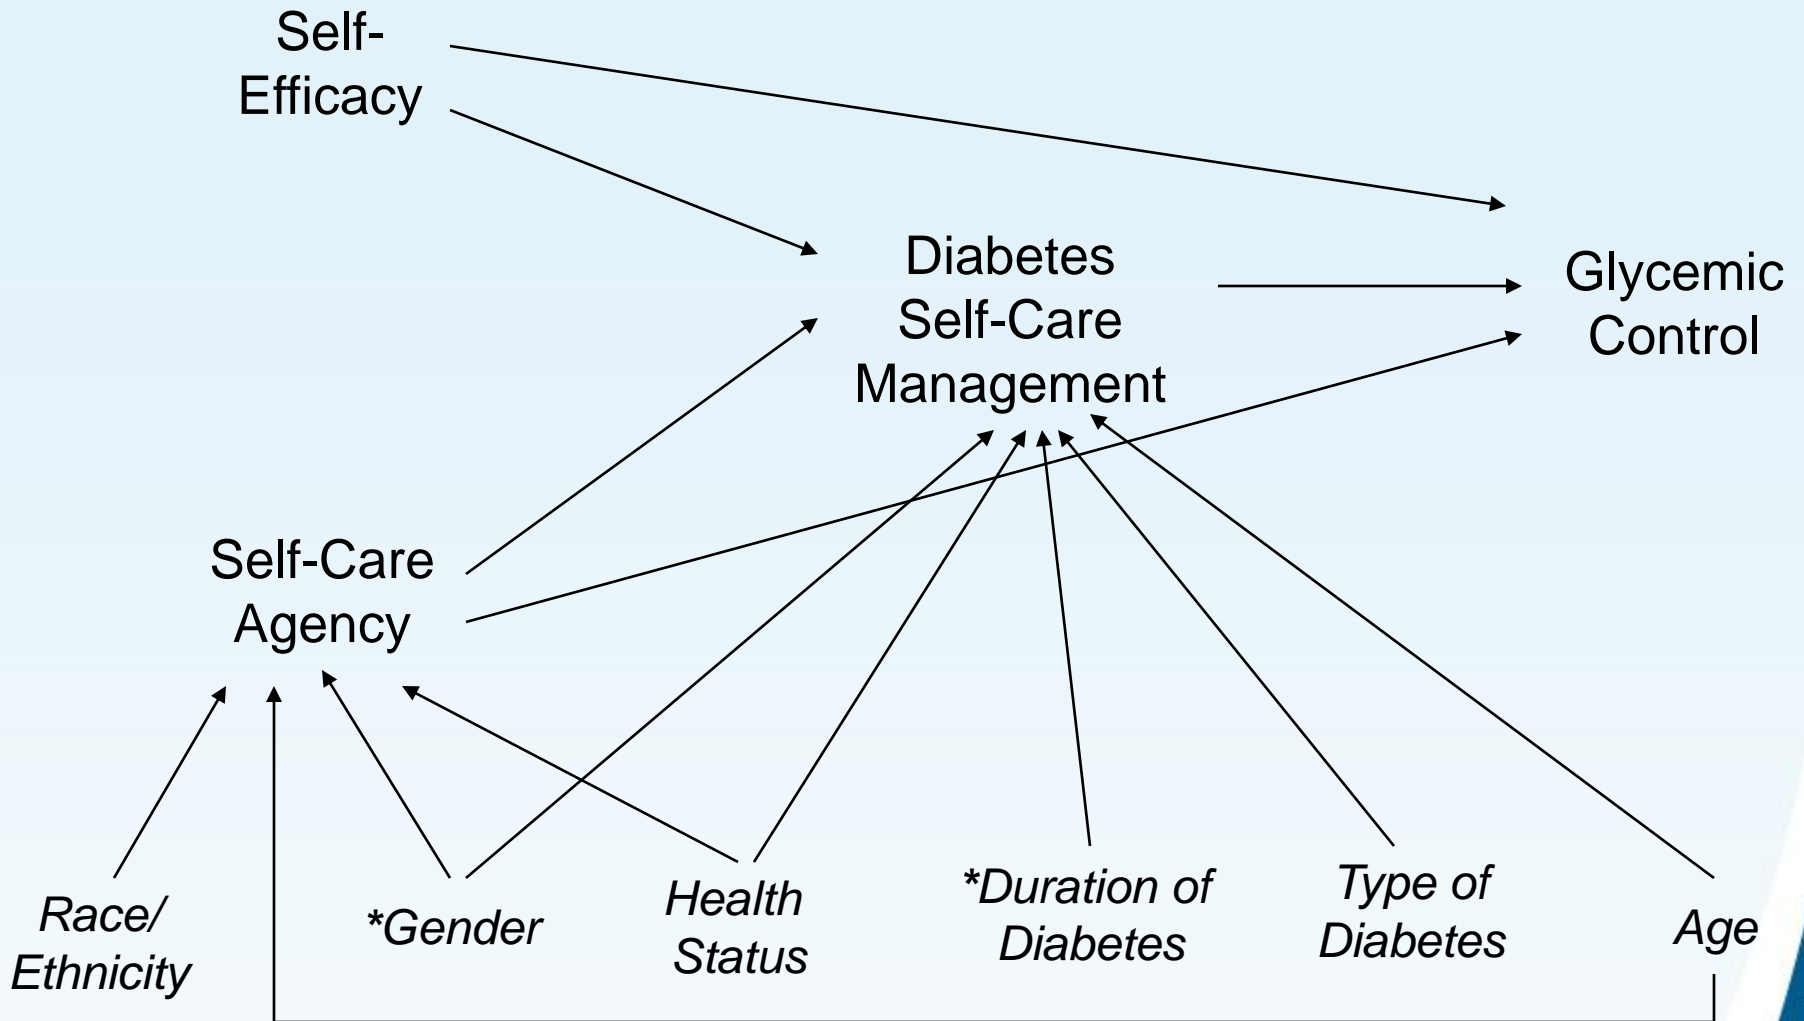 Self-
Efficacy
Diabetes
Self-Care
Management
Glycemic
Control
Self-Care
Agency
Race/
Ethnicity
*Gender
Health
Status
*Duration of
Diabetes
Type of
Diabetes
Age